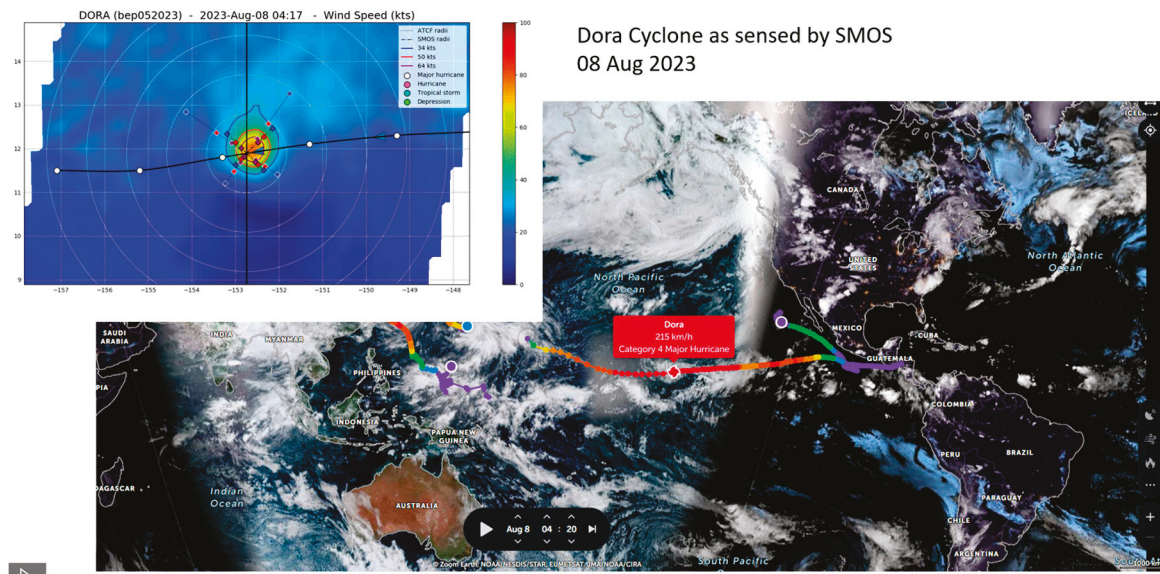 DORA (bep052023) - 2023-Aug-08 04:17 - Wind Speed (kts)
ATCF radii
SMOS radii
34 kts
50 kts
64 kts
Major hurricane
Hurricane
Tropical storm
Depression
14
13
12
11
10
9
−157
−156
−155
−154
−153
−152
−151
−150
−149
−148
100
80
60
40
20
0
Dora Cyclone as sensed by SMOS
08 Aug 2023
CANADA
UNITED
STATES
North Atlantic
Ocean
North Pacific
Ocean
Dora
215 km/h
Category 4 Major Hurricane
MEXICO
CUBA
GUATEMALA
SAUDI
ARABIA
INDIA
MYANMAR
PHILIPPINES
INDONESIA
PAPUA NEW
GUINEA
COLOMBIA
PERU
BRAZIL
PARAGUAY
CHILE
ARGENTINA
DAGASCAR
Indian
Ocean
AUSTRALIA
Aug 8 04 : 20
South Pacific
© Zoom Earth, NOAA/NESDIS/STAR, EUMETSAT, JMA/NOAA/CIRA
1000 km